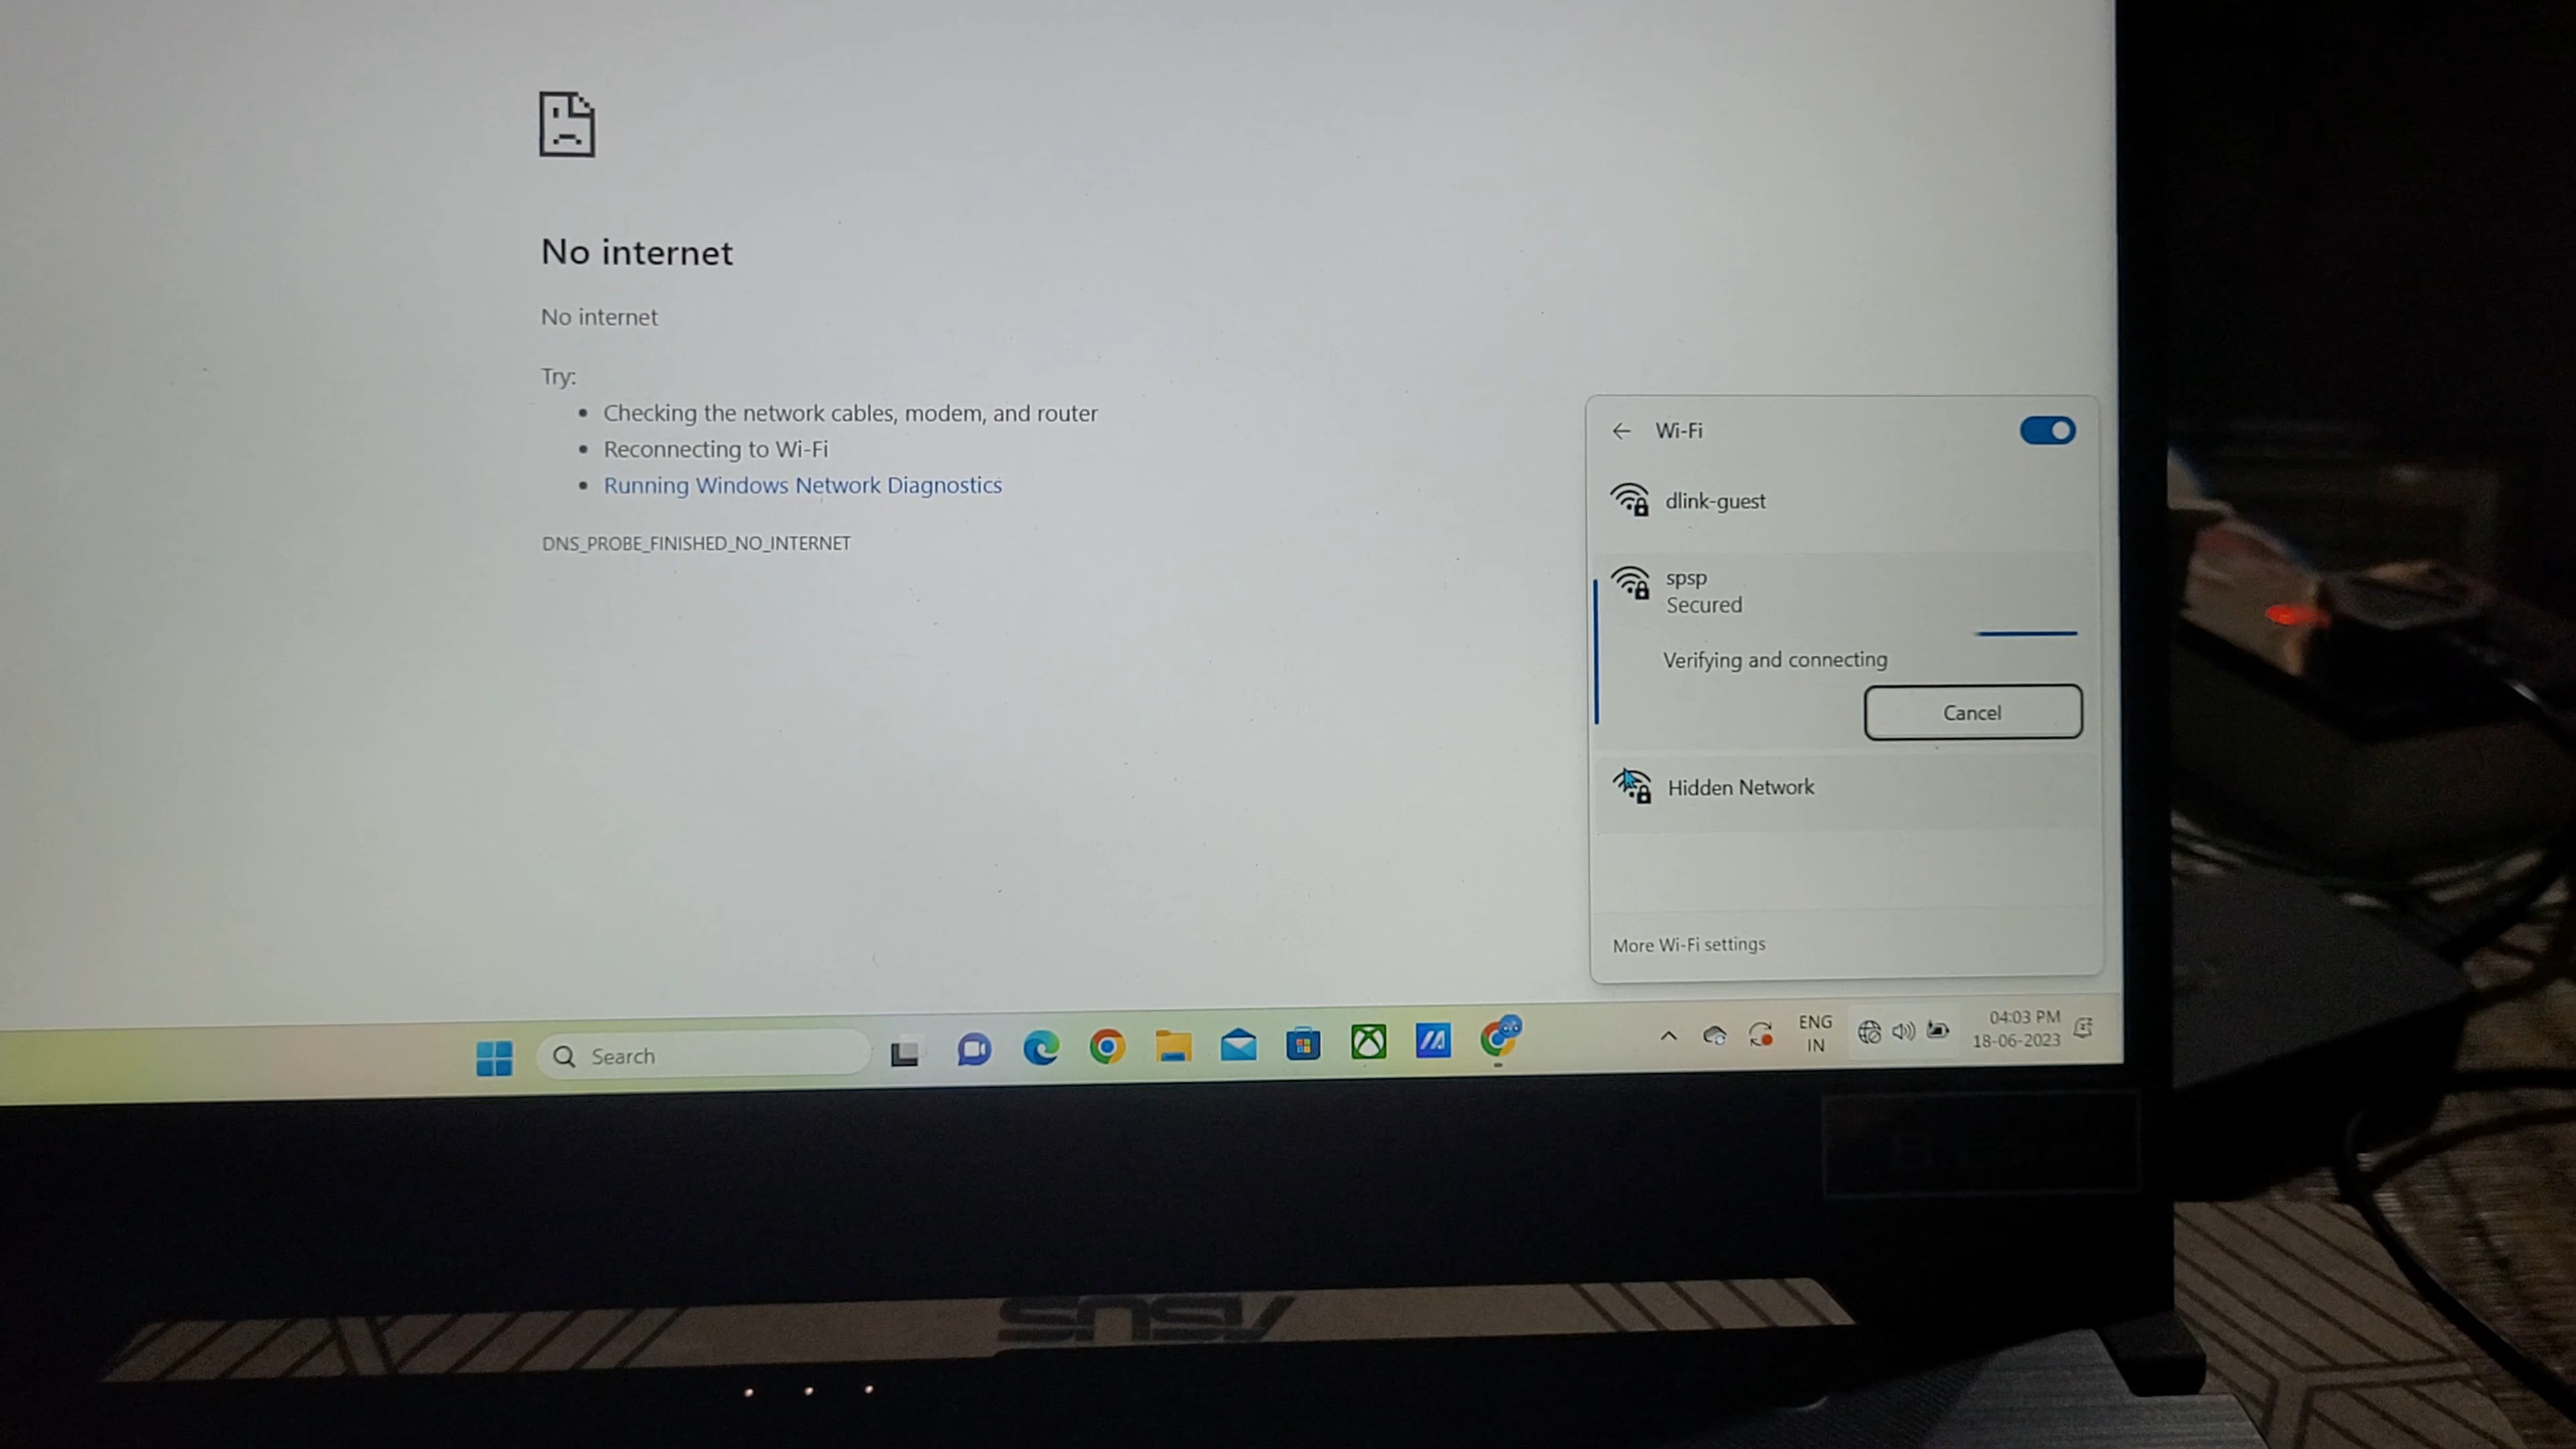 No internet
No internet
Try:
• Checking the network cables, modem, and router
• Reconnecting to Wi-Fi
• Running Windows Network Diagnostics
DNS_PROBE_FINISHED_NO_INTERNET
Wi-Fi
dlink-guest
spsp
Secured
Verifying and connecting
Cancel
Hidden Network
More Wi-Fi settings
Search
ENG
IN
04:03 PM
18-06-2023
ASUS